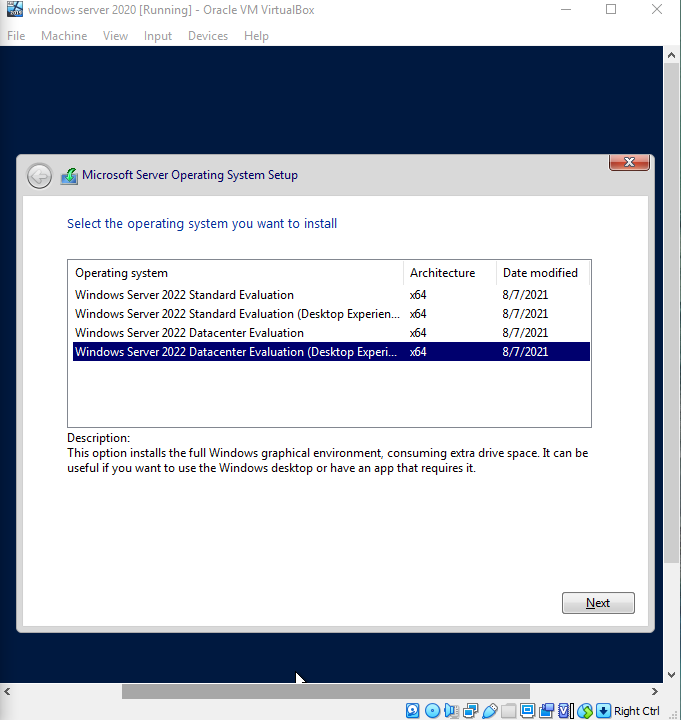 windows server 2020 [Running] - Oracle VM VirtualBox
File Machine View Input Devices Help
Microsoft Server Operating System Setup
Select the operating system you want to install
Operating system Architecture Date modified
Windows Server 2022 Standard Evaluation x64 8/7/2021
Windows Server 2022 Standard Evaluation (Desktop Experien... x64 8/7/2021
Windows Server 2022 Datacenter Evaluation x64 8/7/2021
Windows Server 2022 Datacenter Evaluation (Desktop Experi... x64 8/7/2021
Description:
This option installs the full Windows graphical environment, consuming extra drive space. It can be
useful if you want to use the Windows desktop or have an app that requires it.
Next
Right Ctrl